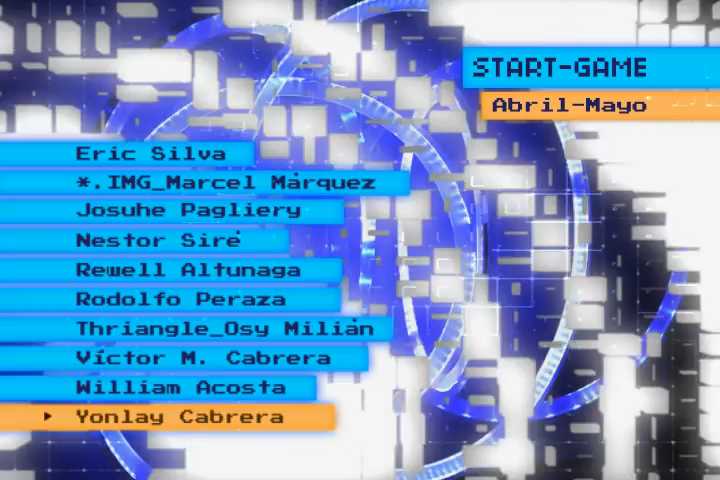 START-GAME
Abril-Mayo
Eric Silva
*.IMG_Marcel Márquez
Josuhe Pagliery
Nestor Siré
Rewell Altunaga
Rodolfo Peraza
Thriangle_Osy Milián
Víctor M. Cabrera
William Acosta
Yonlay Cabrera